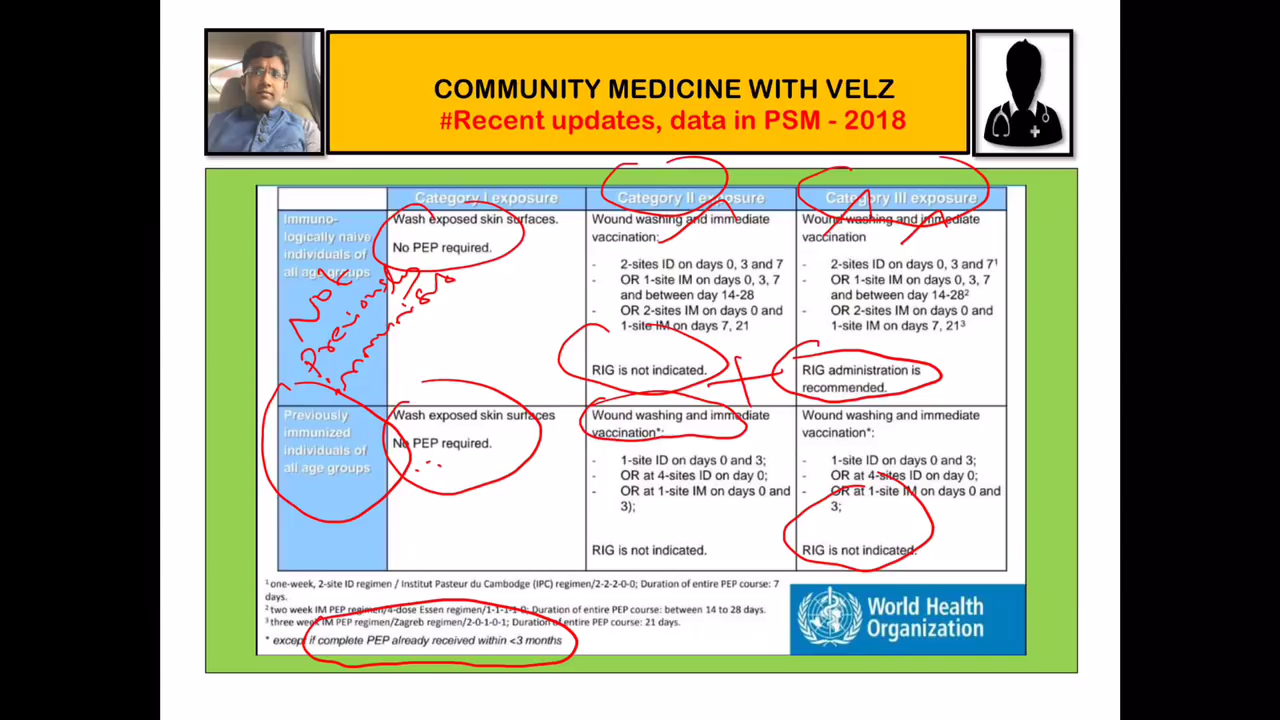 COMMUNITY MEDICINE WITH VELZ
#Recent updates, data in PSM - 2018
Category I exposure
Category II exposure
Category III exposure
Immuno-
logically naive
individuals of
all age groups
Wash exposed skin surfaces.
No PEP required.
Wound washing and immediate
vaccination:
- 2-sites ID on days 0, 3 and 7
- OR 1-site IM on days 0, 3, 7
and between day 14-28
- OR 2-sites IM on days 0 and
1-site IM on days 7, 21
RIG is not indicated.
Wound washing and immediate
vaccination
- 2-sites ID on days 0, 3 and 7¹
- OR 1-site IM on days 0, 3, 7
and between day 14-28²
- OR 2-sites IM on days 0 and
1-site IM on days 7, 21³
RIG administration is
recommended.
Not
Previously
immunised
Previously
immunized
individuals of
all age groups
Wash exposed skin surfaces
No PEP required.
Wound washing and immediate
vaccination*:
- 1-site ID on days 0 and 3;
- OR at 4-sites ID on day 0;
- OR at 1-site IM on days 0 and
3);
RIG is not indicated.
Wound washing and immediate
vaccination*:
- 1-site ID on days 0 and 3;
- OR at 4-sites ID on day 0;
- OR at 1-site IM on days 0 and
3;
RIG is not indicated.
¹ one-week, 2-site ID regimen / Institut Pasteur du Cambodge (IPC) regimen/2-2-2-0-0; Duration of entire PEP course: 7
days.
² two week IM PEP regimen/4-dose Essen regimen/1-1-1-1-0; Duration of entire PEP course: between 14 to 28 days.
³ three week IM PEP regimen/Zagreb regimen/2-0-1-0-1; Duration of entire PEP course: 21 days.
* except if complete PEP already received within <3 months
World Health
Organization